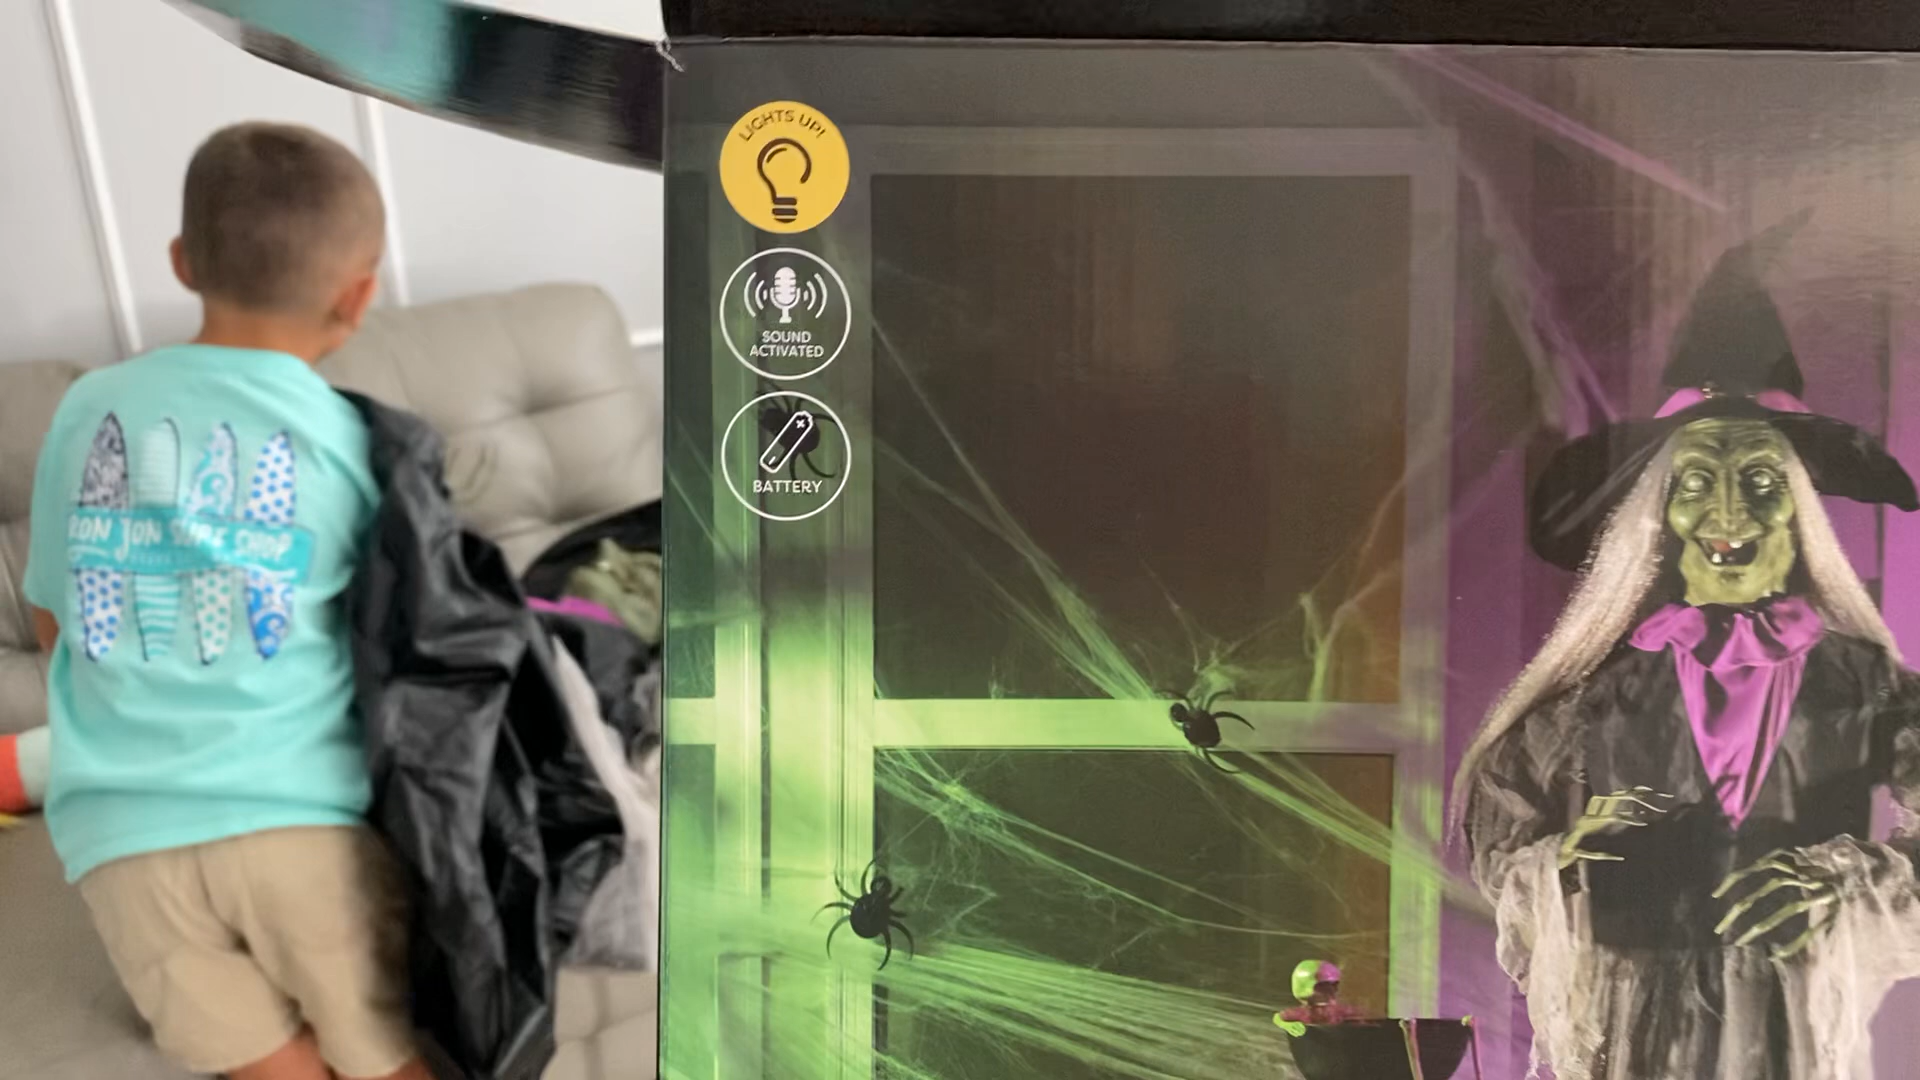 LIGHTS UP!
SOUND
ACTIVATED
BATTERY
RON JON SURF SHOP